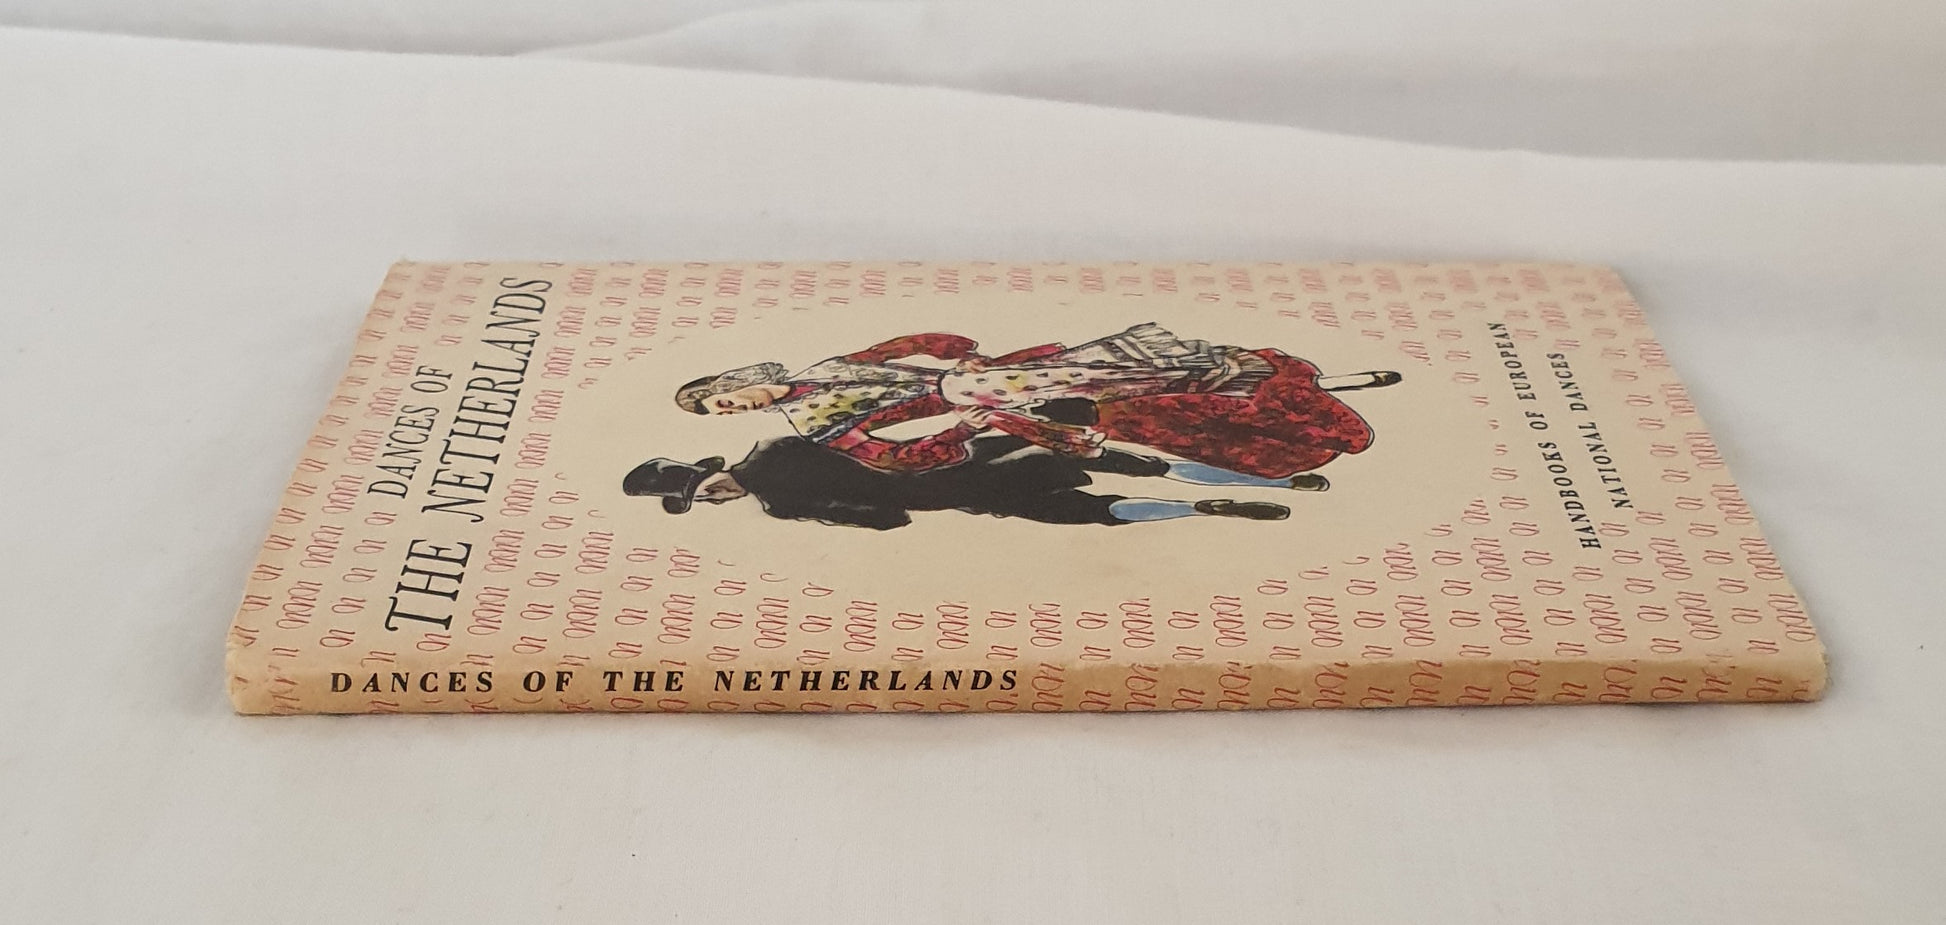 DANCES OF
THE NETHERLANDS
HANDBOOKS OF EUROPEAN
NATIONAL DANCES
DANCES OF THE NETHERLANDS